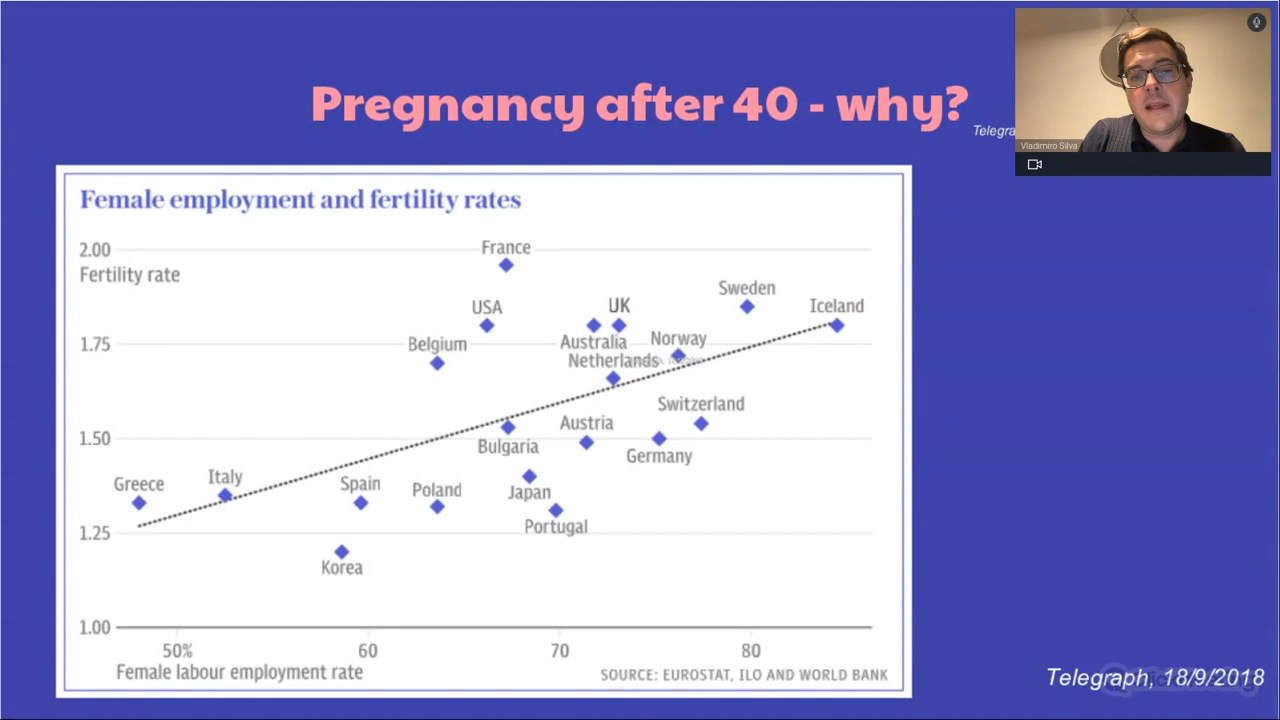 Pregnancy after 40 - why?
Telegra
Vladimiro Silva
Female employment and fertility rates
2.00
Fertility rate
France
Sweden
USA
UK
Iceland
1.75
Belgium
Australia
Norway
Netherlands
Switzerland
Austria
1.50
Bulgaria
Germany
Greece
Italy
Spain
Poland
Japan
Portugal
1.25
Korea
1.00
50% 60 70 80
Female labour employment rate
SOURCE: EUROSTAT, ILO AND WORLD BANK
Telegraph, 18/9/2018